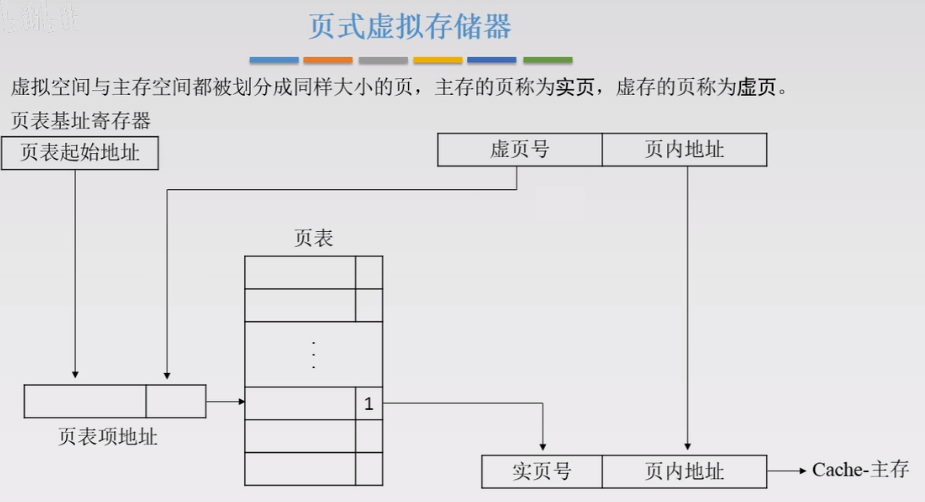 页式虚拟存储器
虚拟空间与主存空间都被划分成同样大小的页，主存的页称为实页，虚存的页称为虚页。
页表基址寄存器
页表起始地址
虚页号
页内地址
页表
1
页表项地址
实页号
页内地址
Cache-主存